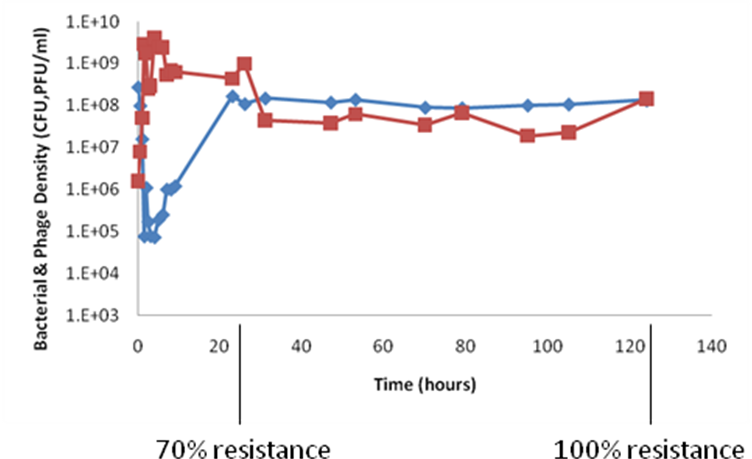 Bacterial & Phage Density (CFU,PFU/ml)
1.E+10
1.E+09
1.E+08
1.E+07
1.E+06
1.E+05
1.E+04
1.E+03
0 20 40 60 80 100 120 140
Time (hours)
70% resistance 100% resistance